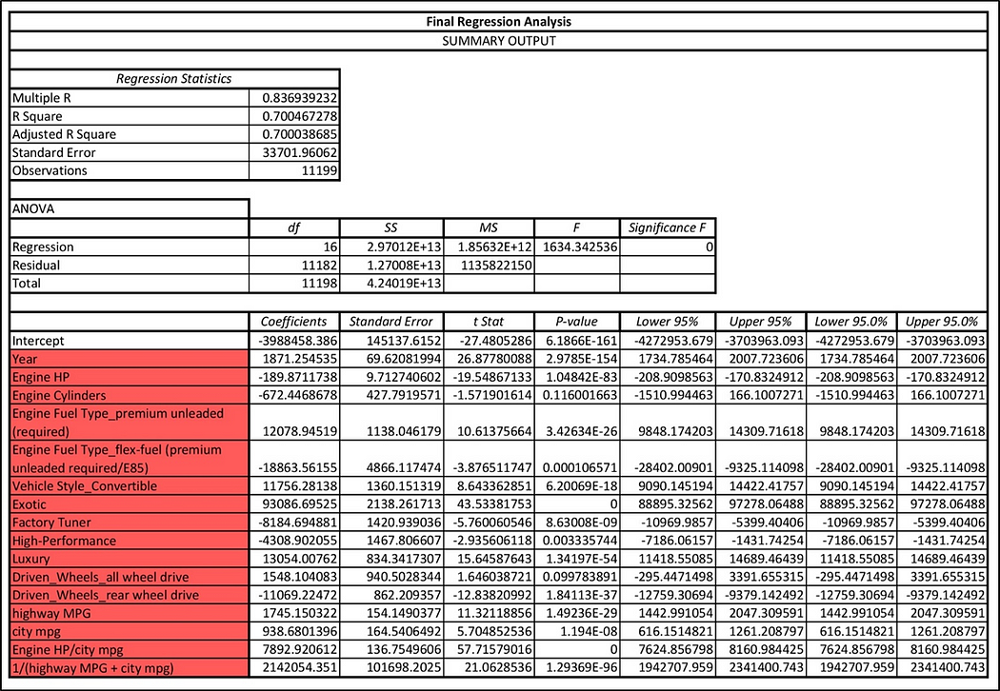 Final Regression Analysis
SUMMARY OUTPUT
Regression Statistics
Multiple R 0.836939232
R Square 0.700467278
Adjusted R Square 0.700038685
Standard Error 33701.96062
Observations 11199
ANOVA
df SS MS F Significance F
Regression 16 2.97012E+13 1.85632E+12 1634.342536 0
Residual 11182 1.27008E+13 1135822150
Total 11198 4.24019E+13
Coefficients Standard Error t Stat P-value Lower 95% Upper 95% Lower 95.0% Upper 95.0%
Intercept -3988458.386 145137.6152 -27.4805286 6.1866E-161 -4272953.679 -3703963.093 -4272953.679 -3703963.093
Year 1871.254535 69.62081994 26.87780088 2.9785E-154 1734.785464 2007.723606 1734.785464 2007.723606
Engine HP -189.8711738 9.712740602 -19.54867133 1.04842E-83 -208.9098563 -170.8324912 -208.9098563 -170.8324912
Engine Cylinders -672.4468678 427.7919571 -1.571901614 0.116001663 -1510.994463 166.1007271 -1510.994463 166.1007271
Engine Fuel Type_premium unleaded
(required) 12078.94519 1138.046179 10.61375664 3.42634E-26 9848.174203 14309.71618 9848.174203 14309.71618
Engine Fuel Type_flex-fuel (premium
unleaded required/E85) -18863.56155 4866.117474 -3.876511747 0.000106571 -28402.00901 -9325.114098 -28402.00901 -9325.114098
Vehicle Style_Convertible 11756.28138 1360.151319 8.643362851 6.20069E-18 9090.145194 14422.41757 9090.145194 14422.41757
Exotic 93086.69525 2138.261713 43.53381753 0 88895.32562 97278.06488 88895.32562 97278.06488
Factory Tuner -8184.694881 1420.939036 -5.760060546 8.63008E-09 -10969.9857 -5399.40406 -10969.9857 -5399.40406
High-Performance -4308.902055 1467.806607 -2.935606118 0.003335744 -7186.06157 -1431.74254 -7186.06157 -1431.74254
Luxury 13054.00762 834.3417307 15.64587643 1.34197E-54 11418.55085 14689.46439 11418.55085 14689.46439
Driven_Wheels_all wheel drive 1548.104083 940.5028344 1.646038721 0.099783891 -295.4471498 3391.655315 -295.4471498 3391.655315
Driven_Wheels_rear wheel drive -11069.22472 862.209357 -12.83820992 1.84113E-37 -12759.30694 -9379.142492 -12759.30694 -9379.142492
highway MPG 1745.150322 154.1490377 11.32118856 1.49236E-29 1442.991054 2047.309591 1442.991054 2047.309591
city mpg 938.6801396 164.5406492 5.704852536 1.194E-08 616.1514821 1261.208797 616.1514821 1261.208797
Engine HP/city mpg 7892.920612 136.7549606 57.71579016 0 7624.856798 8160.984425 7624.856798 8160.984425
1/(highway MPG + city mpg) 2142054.351 101698.2025 21.0628536 1.29369E-96 1942707.959 2341400.743 1942707.959 2341400.743